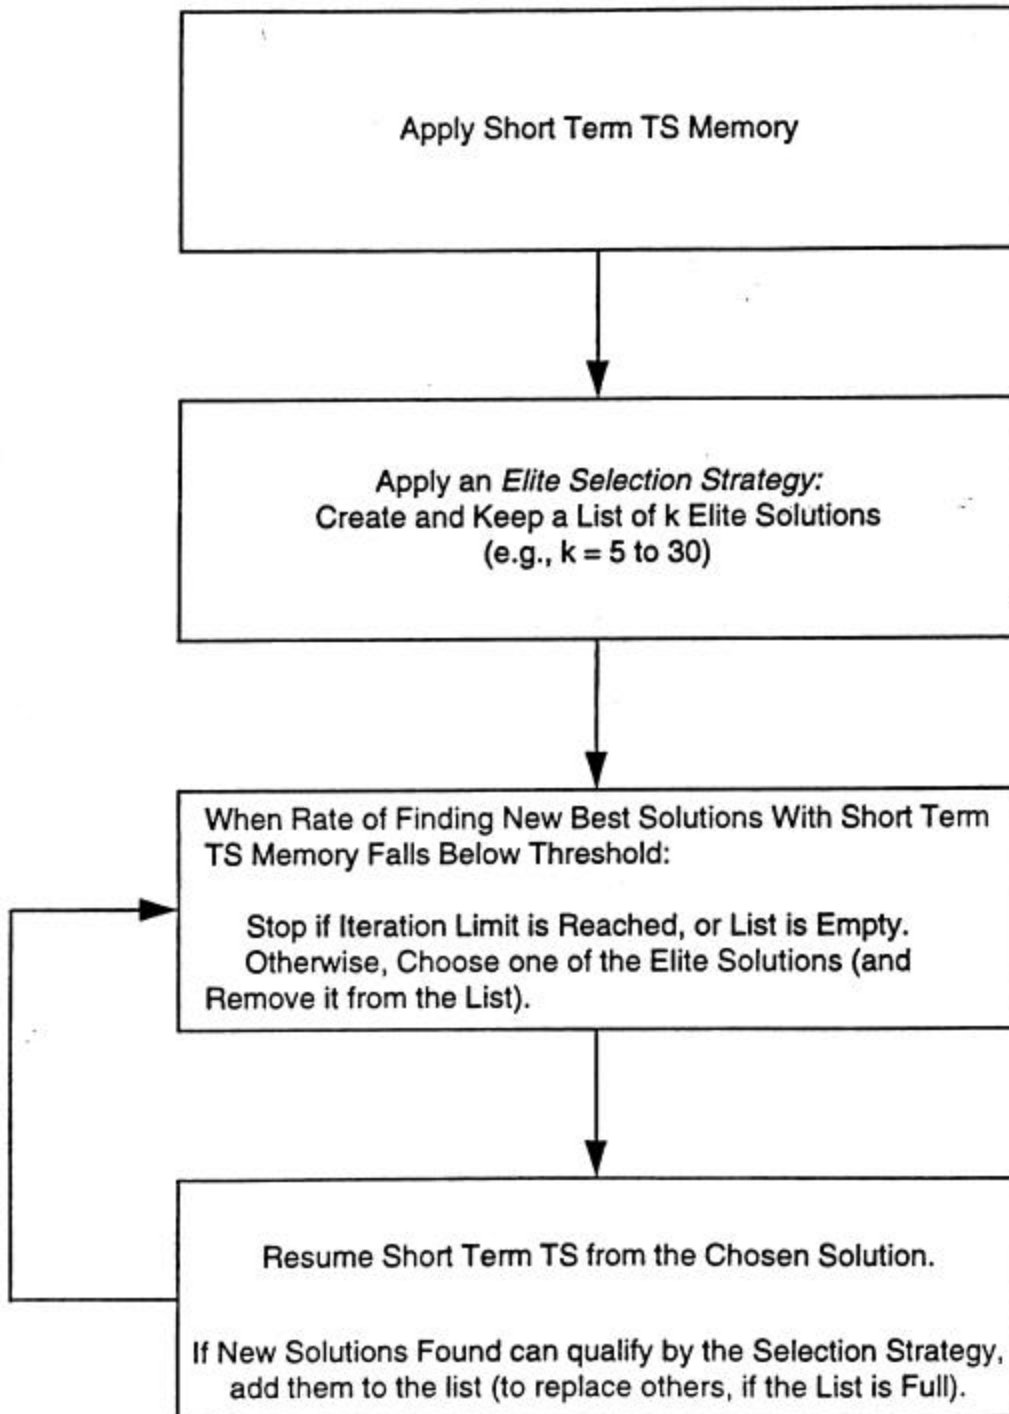 Apply Short Term TS Memory
Apply an Elite Selection Strategy:
Create and Keep a List of k Elite Solutions
(e.g., k = 5 to 30)
When Rate of Finding New Best Solutions With Short Term
TS Memory Falls Below Threshold:
Stop if Iteration Limit is Reached, or List is Empty.
Otherwise, Choose one of the Elite Solutions (and
Remove it from the List).
Resume Short Term TS from the Chosen Solution.
If New Solutions Found can qualify by the Selection Strategy,
add them to the list (to replace others, if the List is Full).